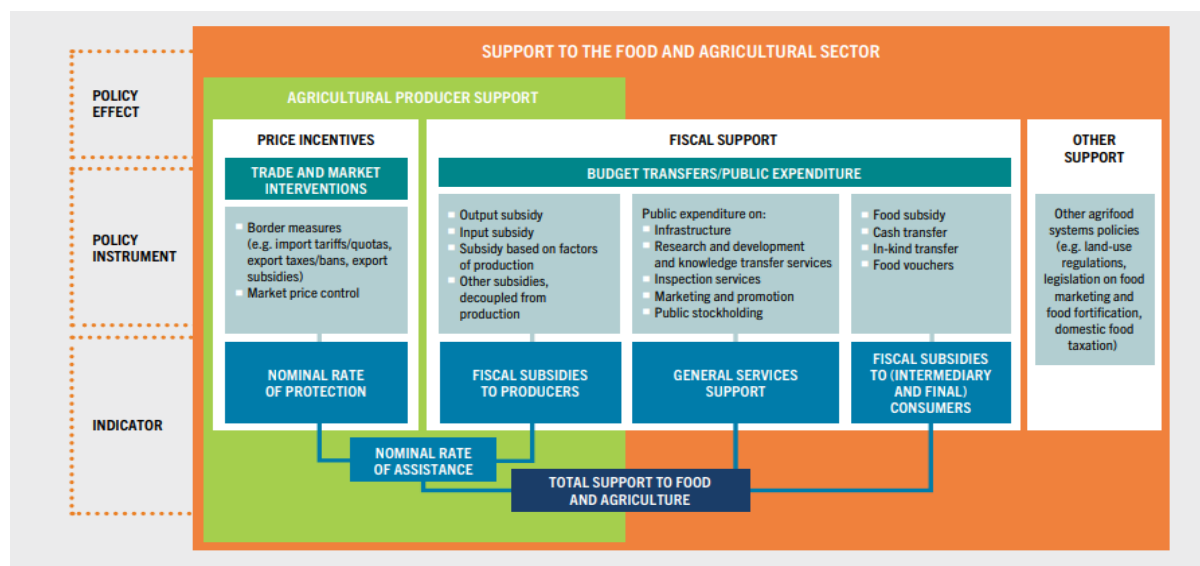 SUPPORT TO THE FOOD AND AGRICULTURAL SECTOR
POLICY
EFFECT
AGRICULTURAL PRODUCER SUPPORT
PRICE INCENTIVES
FISCAL SUPPORT
OTHER
SUPPORT
POLICY
INSTRUMENT
TRADE AND MARKET
INTERVENTIONS
BUDGET TRANSFERS/PUBLIC EXPENDITURE
Border measures
(e.g. import tariffs/quotas,
export taxes/bans, export
subsidies)
Market price control
Output subsidy
Input subsidy
Subsidy based on factors
of production
Other subsidies,
decoupled from
production
Public expenditure on:
Infrastructure
Research and development
and knowledge transfer services
Inspection services
Marketing and promotion
Public stockholding
Food subsidy
Cash transfer
In-kind transfer
Food vouchers
Other agrifood
systems policies
(e.g. land-use
regulations,
legislation on food
marketing and
food fortification,
domestic food
taxation)
INDICATOR
NOMINAL RATE
OF PROTECTION
FISCAL SUBSIDIES
TO PRODUCERS
GENERAL SERVICES
SUPPORT
FISCAL SUBSIDIES
TO (INTERMEDIARY
AND FINAL)
CONSUMERS
NOMINAL RATE
OF ASSISTANCE
TOTAL SUPPORT TO FOOD
AND AGRICULTURE